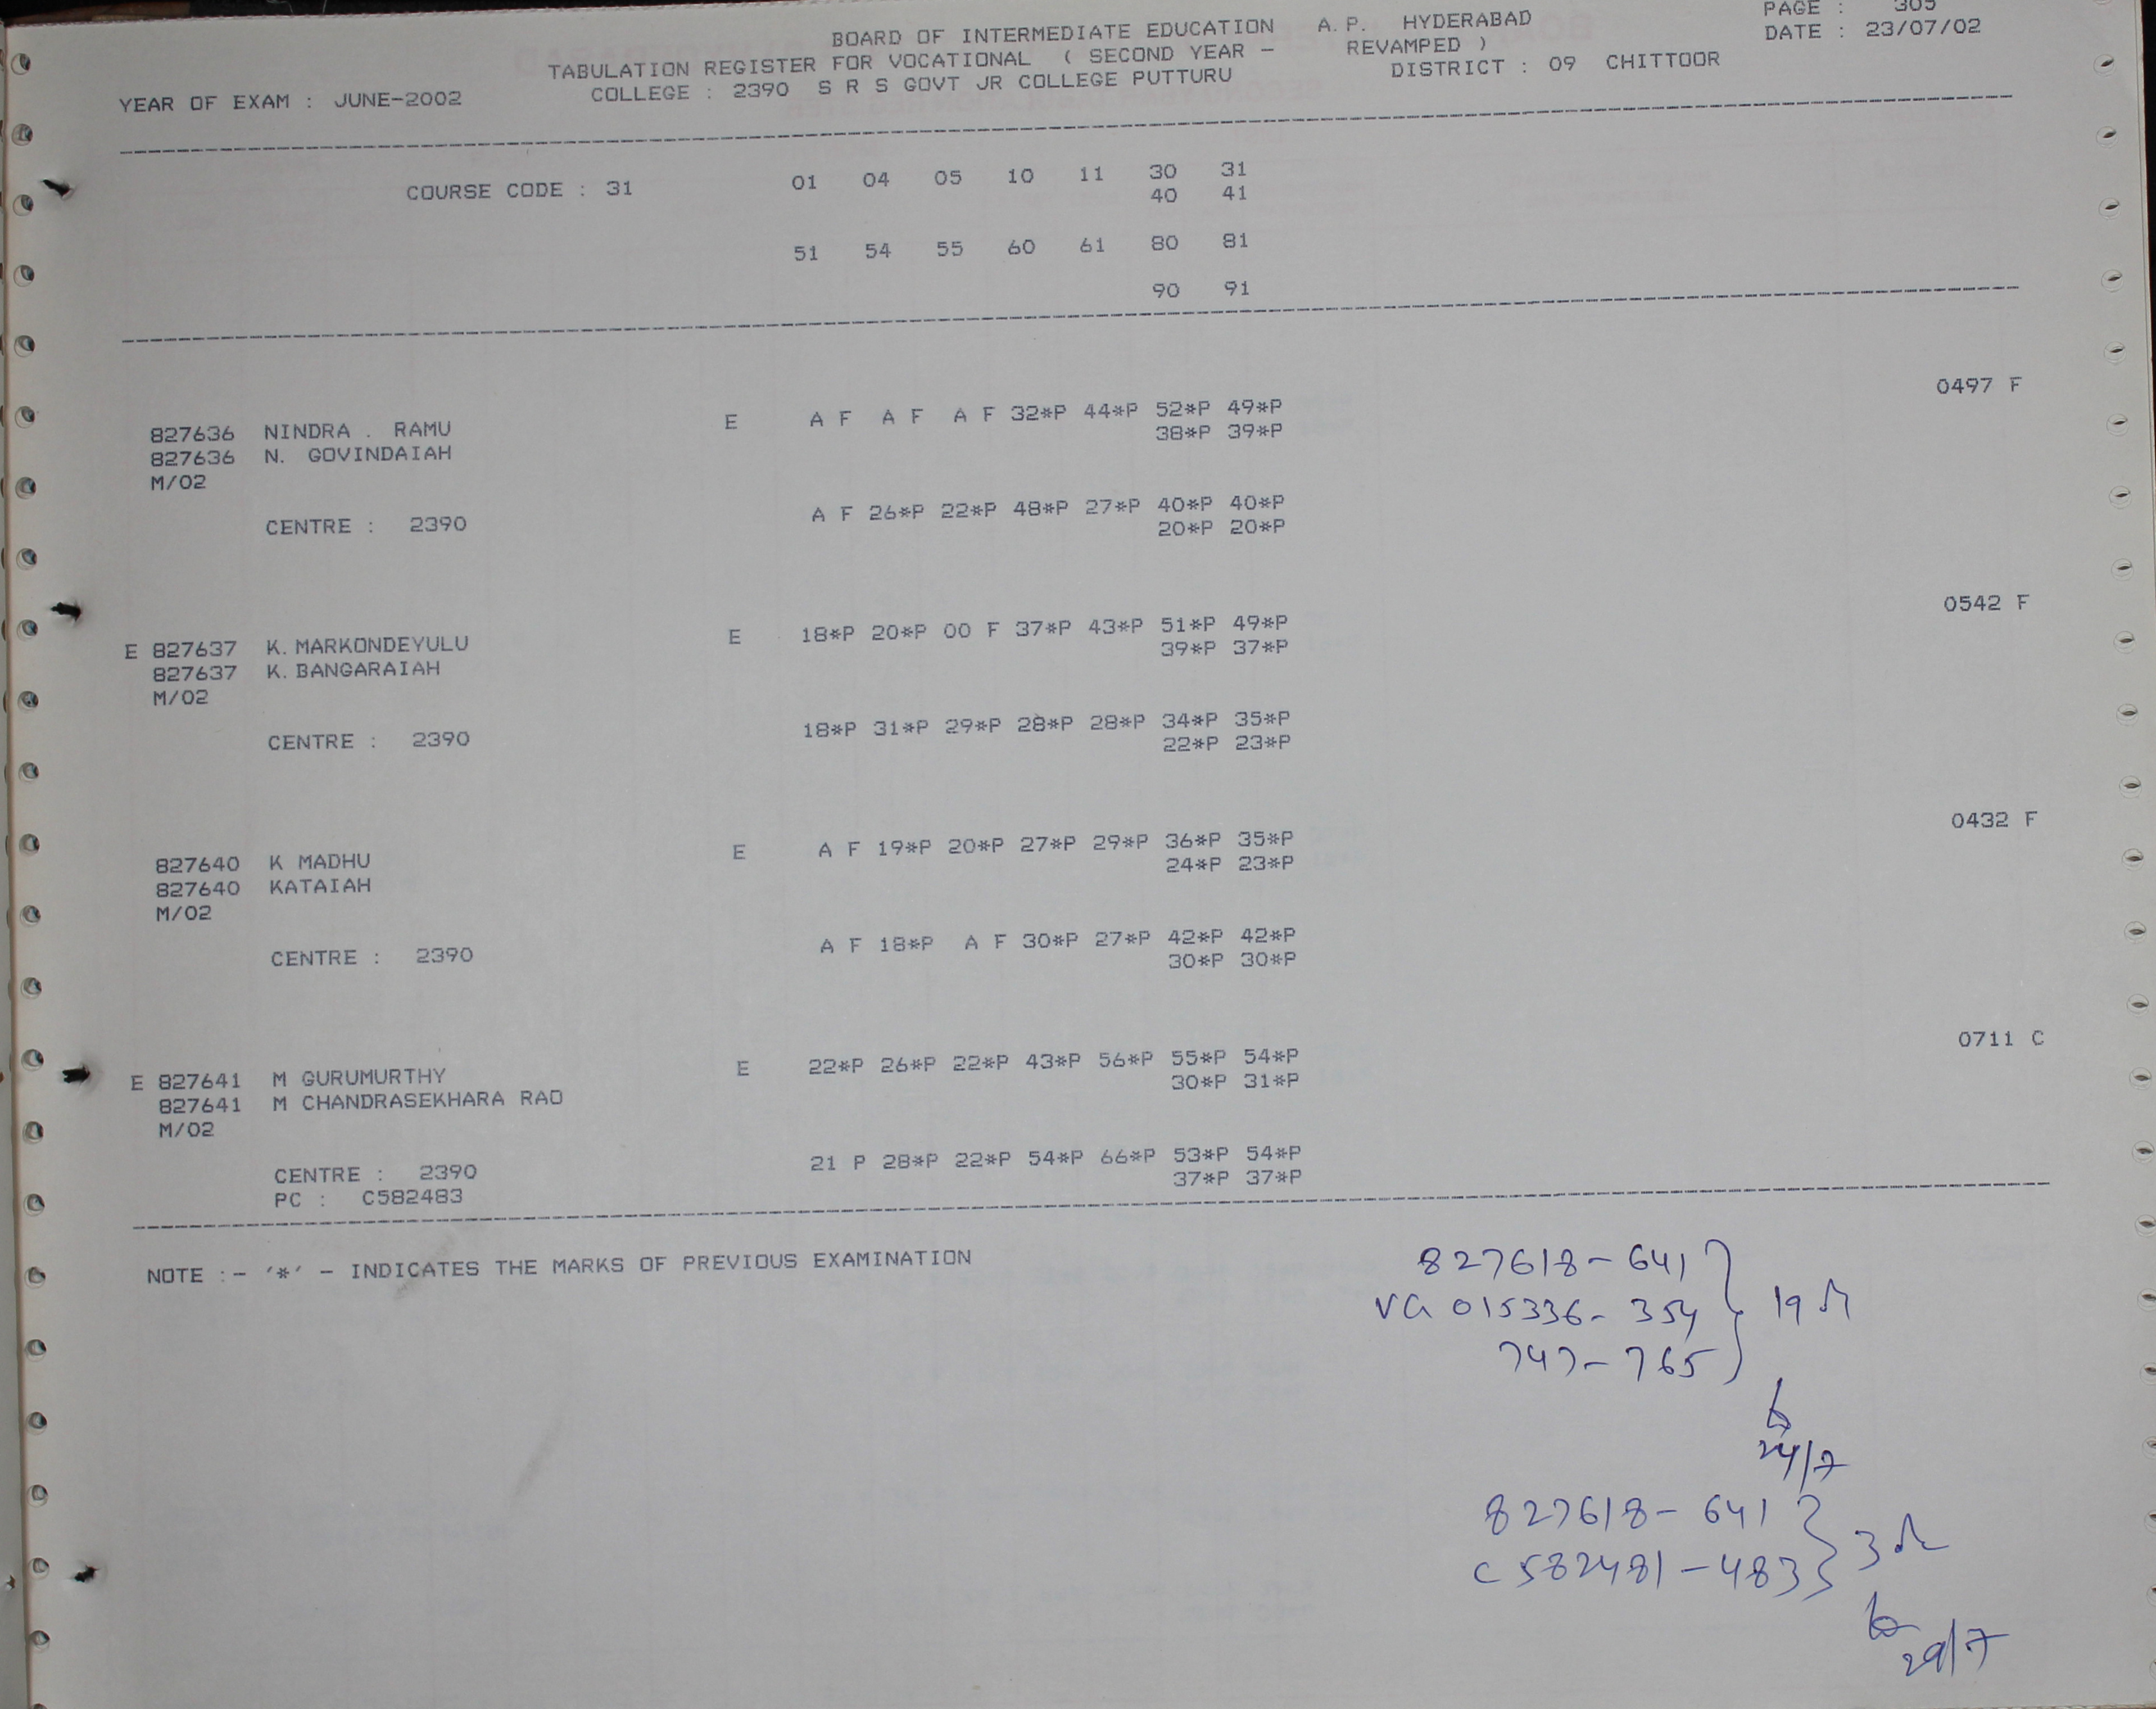 PAGE : 305
BOARD OF INTERMEDIATE EDUCATION A.P. HYDERABAD
DATE : 23/07/02
TABULATION REGISTER FOR VOCATIONAL ( SECOND YEAR - REVAMPED )
YEAR OF EXAM : JUNE-2002 COLLEGE : 2390 S R S GOVT JR COLLEGE PUTTURU DISTRICT : 09 CHITTOOR
COURSE CODE : 31 01 04 05 10 11 30 31
40 41
51 54 55 60 61 80 81
90 91
0497 F
827636 NINDRA . RAMU E A F A F A F 32*P 44*P 52*P 49*P
827636 N. GOVINDAIAH 38*P 39*P
M/02
CENTRE : 2390 A F 26*P 22*P 48*P 27*P 40*P 40*P
20*P 20*P
0542 F
E 827637 K.MARKONDEYULU E 18*P 20*P 00 F 37*P 43*P 51*P 49*P
827637 K.BANGARAIAH 39*P 37*P
M/02
CENTRE : 2390 18*P 31*P 29*P 28*P 28*P 34*P 35*P
22*P 23*P
0432 F
827640 K MADHU E A F 19*P 20*P 27*P 29*P 36*P 35*P
827640 KATAIAH 24*P 23*P
M/02
CENTRE : 2390 A F 18*P A F 30*P 27*P 42*P 42*P
30*P 30*P
0711 C
E 827641 M GURUMURTHY E 22*P 26*P 22*P 43*P 56*P 55*P 54*P
827641 M CHANDRASEKHARA RAO 30*P 31*P
M/02
CENTRE : 2390 21 P 28*P 22*P 54*P 66*P 53*P 54*P
PC : C582483 37*P 37*P
NOTE :- '*' - INDICATES THE MARKS OF PREVIOUS EXAMINATION
827618-641
VG 015336-354 19
747-765
24/7
827618-641
C582481-483 3
29/7